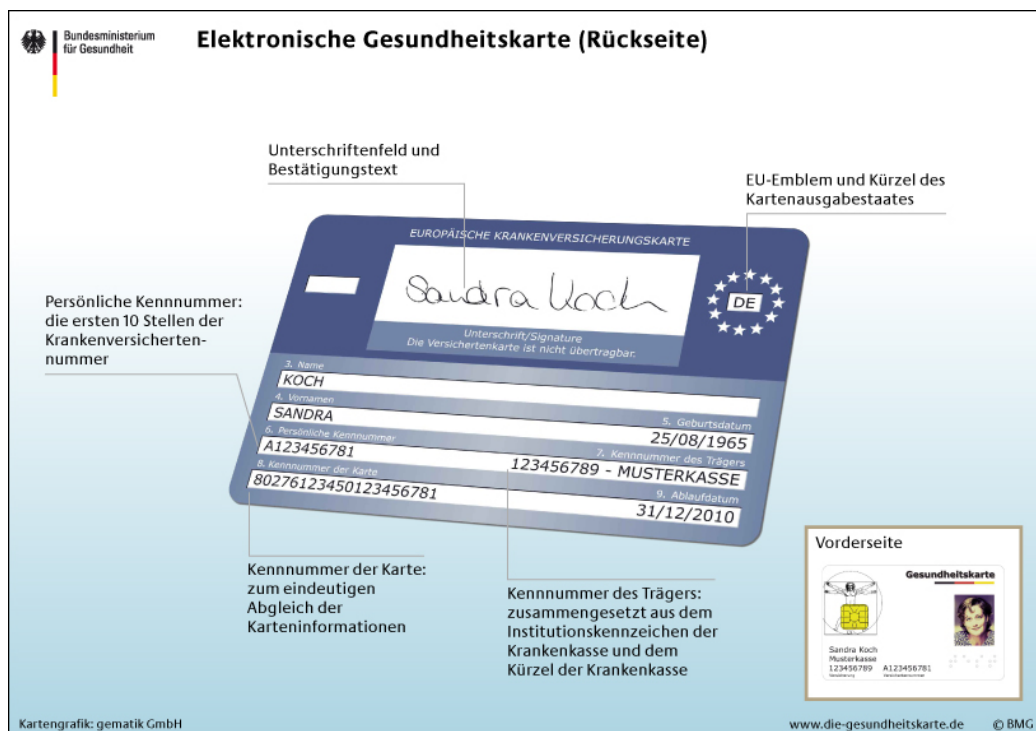 Bundesministerium
für Gesundheit
Elektronische Gesundheitskarte (Rückseite)
Unterschriftenfeld und
Bestätigungstext
EU-Emblem und Kürzel des
Kartenausgabestaates
Persönliche Kennnummer:
die ersten 10 Stellen der
Krankenversicherten-
nummer
EUROPÄISCHE KRANKENVERSICHERUNGSKARTE
Sandra Koch
DE
Unterschrift/Signature
Die Versichertenkarte ist nicht übertragbar.
3. Name
KOCH
4. Vornamen
5. Geburtsdatum
SANDRA
25/08/1965
6. Persönliche Kennnummer
7. Kennnummer des Trägers
A123456781
123456789 - MUSTERKASSE
8. Kennnummer der Karte
9. Ablaufdatum
80276123450123456781
31/12/2010
Kennnummer der Karte:
zum eindeutigen
Abgleich der
Karteninformationen
Kennnummer des Trägers:
zusammengesetzt aus dem
Institutionskennzeichen der
Krankenkasse und dem
Kürzel der Krankenkasse
Vorderseite
Gesundheitskarte
Sandra Koch
Musterkasse
123456789 A123456781
Versicherung Versichertennummer
Kartengrafik: gematik GmbH
www.die-gesundheitskarte.de © BMG